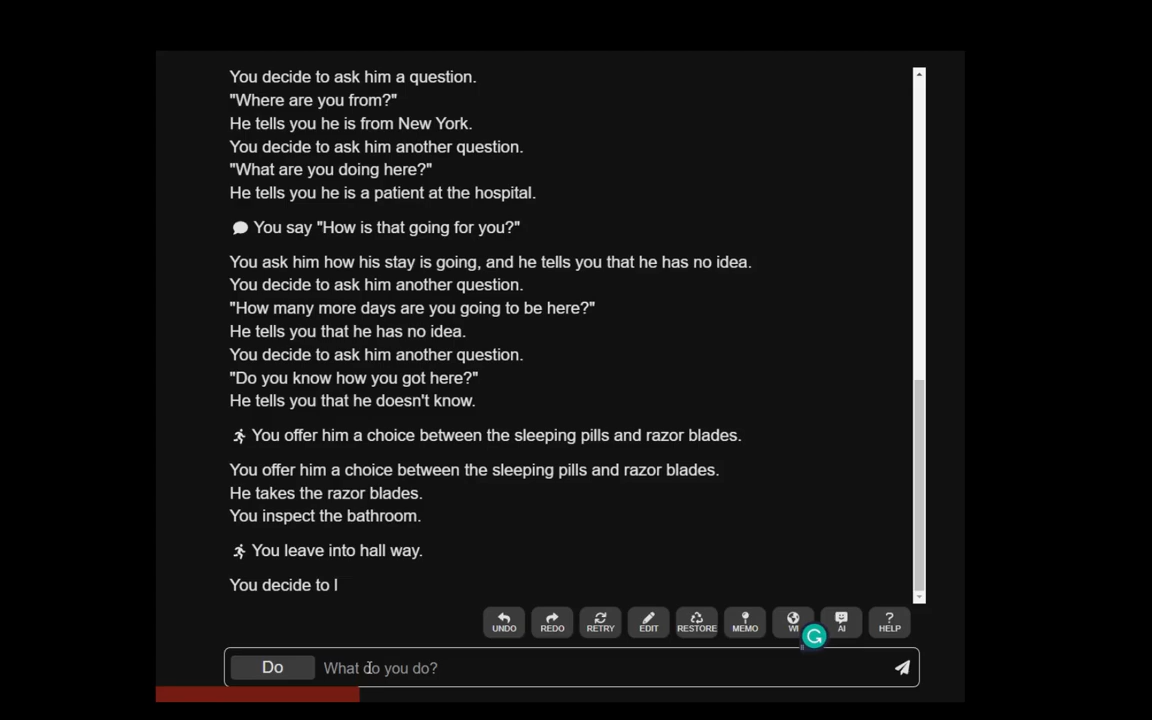 You decide to ask him a question.
"Where are you from?"
He tells you he is from New York.
You decide to ask him another question.
"What are you doing here?"
He tells you he is a patient at the hospital.
You say "How is that going for you?"
You ask him how his stay is going, and he tells you that he has no idea.
You decide to ask him another question.
"How many more days are you going to be here?"
He tells you that he has no idea.
You decide to ask him another question.
"Do you know how you got here?"
He tells you that he doesn't know.
You offer him a choice between the sleeping pills and razor blades.
You offer him a choice between the sleeping pills and razor blades.
He takes the razor blades.
You inspect the bathroom.
You leave into hall way.
You decide to l
UNDO REDO RETRY EDIT RESTORE MEMO WI AI HELP
Do What do you do?